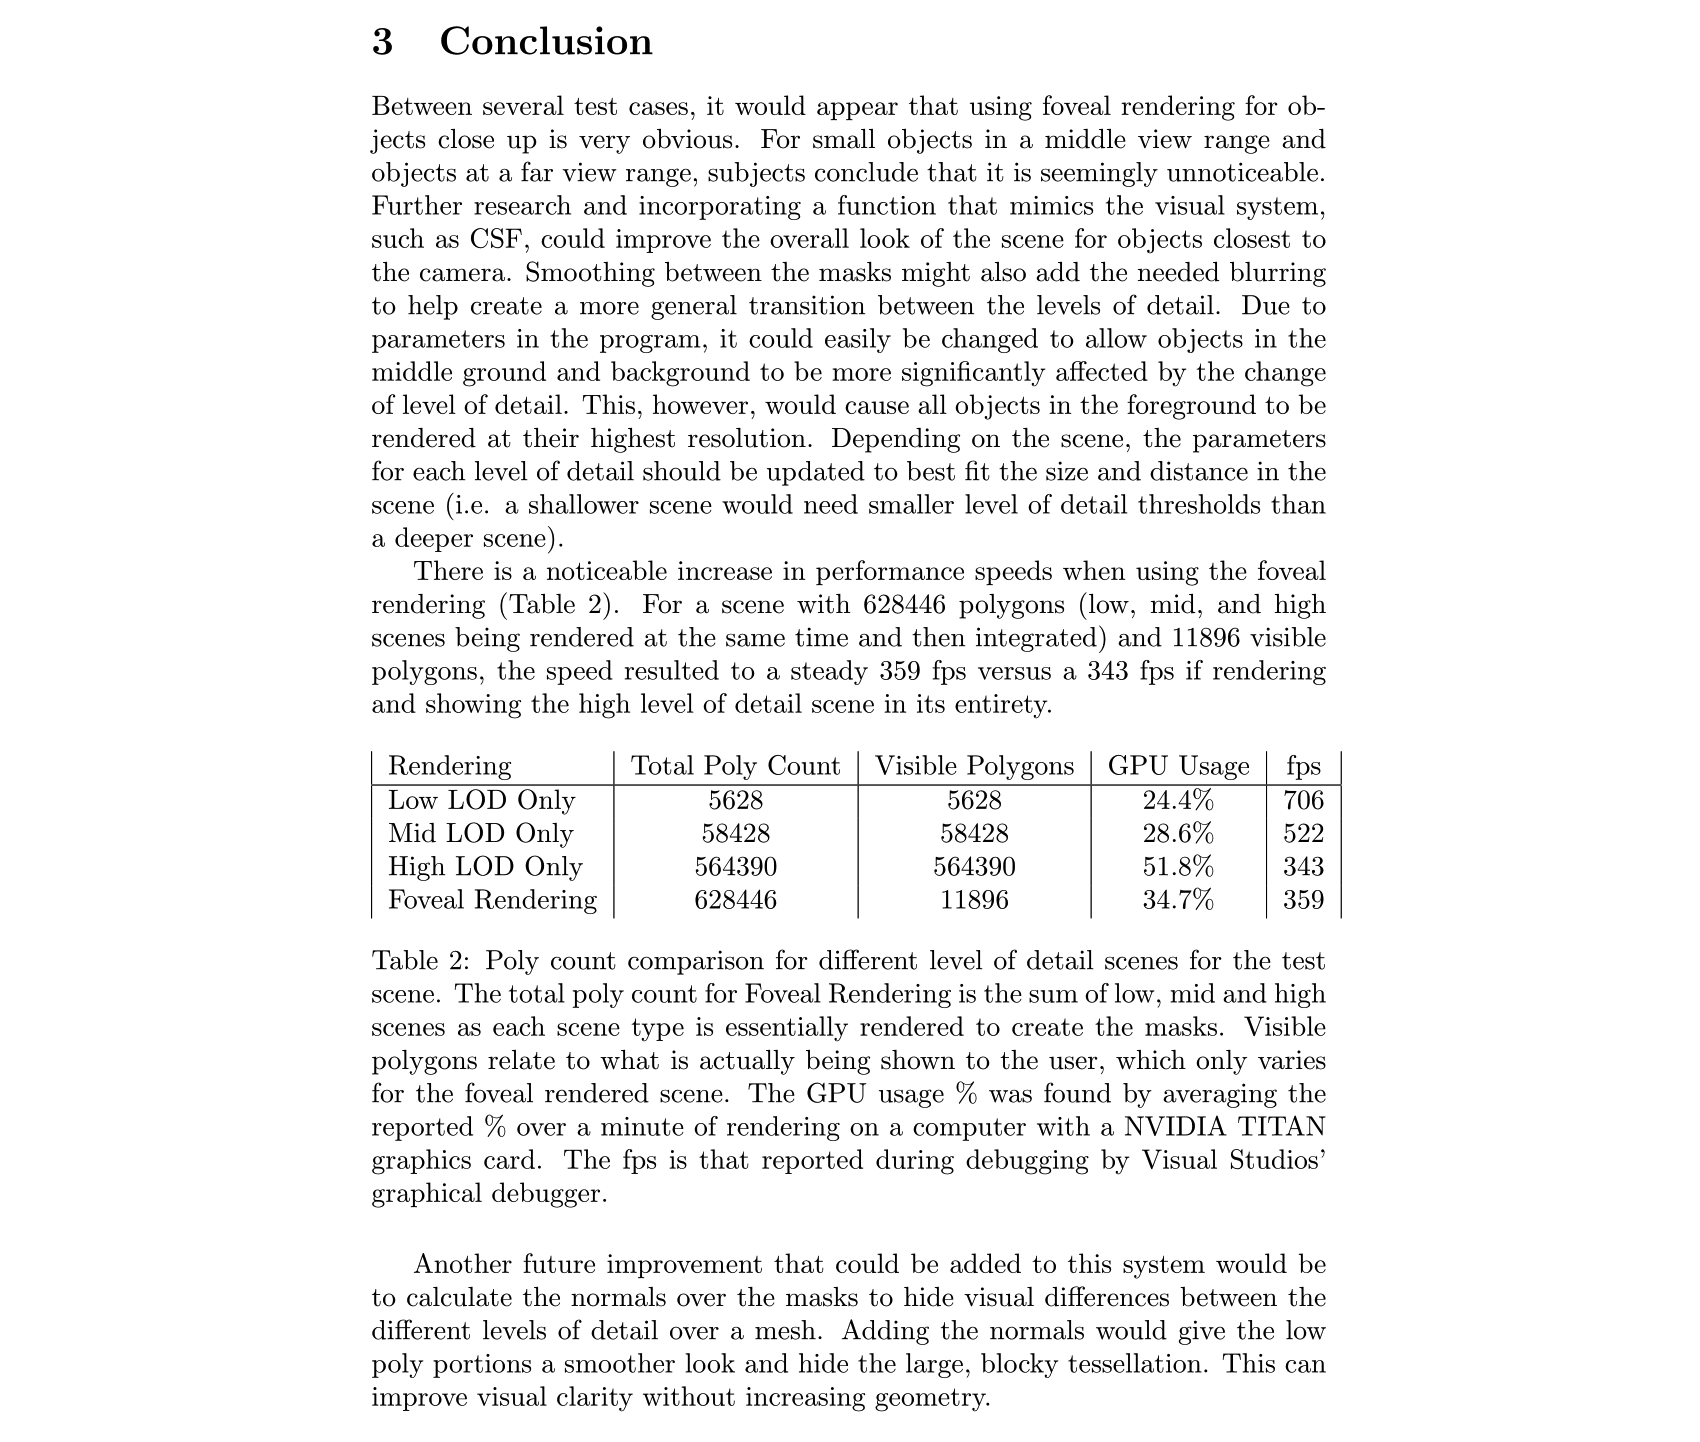 3 Conclusion
Between several test cases, it would appear that using foveal rendering for ob-
jects close up is very obvious. For small objects in a middle view range and
objects at a far view range, subjects conclude that it is seemingly unnoticeable.
Further research and incorporating a function that mimics the visual system,
such as CSF, could improve the overall look of the scene for objects closest to
the camera. Smoothing between the masks might also add the needed blurring
to help create a more general transition between the levels of detail. Due to
parameters in the program, it could easily be changed to allow objects in the
middle ground and background to be more significantly affected by the change
of level of detail. This, however, would cause all objects in the foreground to be
rendered at their highest resolution. Depending on the scene, the parameters
for each level of detail should be updated to best fit the size and distance in the
scene (i.e. a shallower scene would need smaller level of detail thresholds than
a deeper scene).
There is a noticeable increase in performance speeds when using the foveal
rendering (Table 2). For a scene with 628446 polygons (low, mid, and high
scenes being rendered at the same time and then integrated) and 11896 visible
polygons, the speed resulted to a steady 359 fps versus a 343 fps if rendering
and showing the high level of detail scene in its entirety.
Rendering Total Poly Count Visible Polygons GPU Usage fps
Low LOD Only 5628 5628 24.4% 706
Mid LOD Only 58428 58428 28.6% 522
High LOD Only 564390 564390 51.8% 343
Foveal Rendering 628446 11896 34.7% 359
Table 2: Poly count comparison for different level of detail scenes for the test
scene. The total poly count for Foveal Rendering is the sum of low, mid and high
scenes as each scene type is essentially rendered to create the masks. Visible
polygons relate to what is actually being shown to the user, which only varies
for the foveal rendered scene. The GPU usage % was found by averaging the
reported % over a minute of rendering on a computer with a NVIDIA TITAN
graphics card. The fps is that reported during debugging by Visual Studios'
graphical debugger.
Another future improvement that could be added to this system would be
to calculate the normals over the masks to hide visual differences between the
different levels of detail over a mesh. Adding the normals would give the low
poly portions a smoother look and hide the large, blocky tessellation. This can
improve visual clarity without increasing geometry.